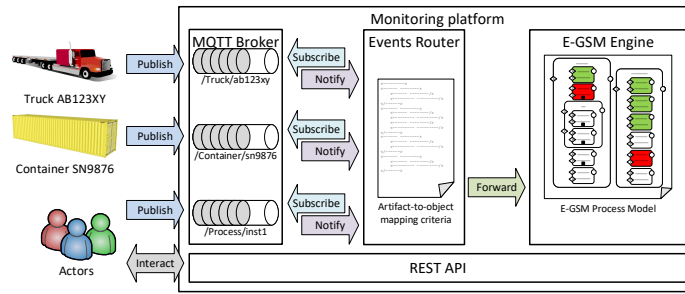 Monitoring platform
MQTT Broker
Events Router
E-GSM Engine
Truck AB123XY
Publish
/Truck/ab123xy
Subscribe
Notify
Container SN9876
Publish
/Container/sn9876
Subscribe
Notify
Artifact-to-object
mapping criteria
Forward
E-GSM Process Model
Actors
Publish
/Process/inst1
Subscribe
Notify
Interact
REST API